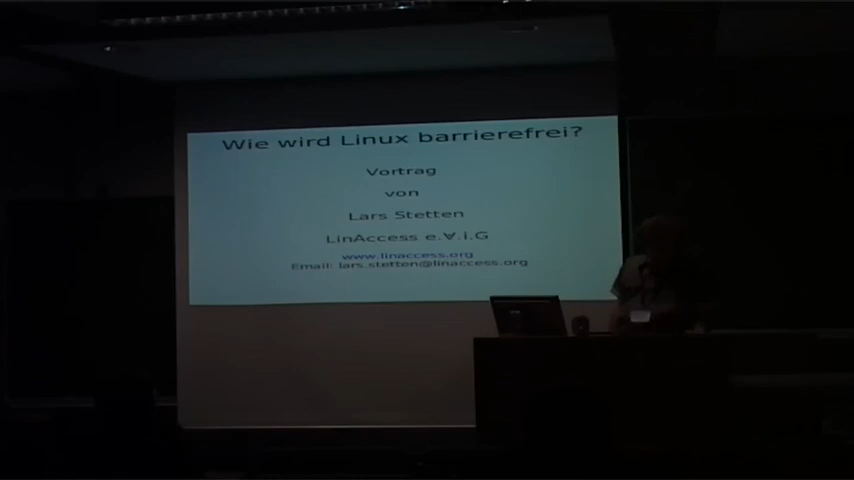 Wie wird Linux barrierefrei?
Vortrag
von
Lars Stetten
LinAccess e.V.i.G
www.linaccess.org
Email: lars.stetten@linaccess.org